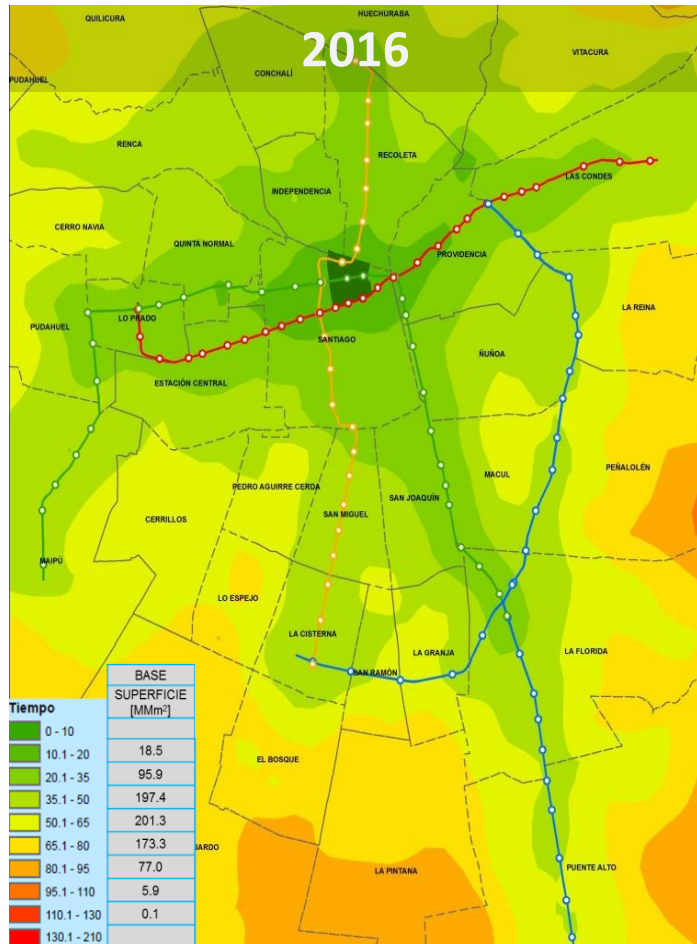 QUILICURA
HUECHURABA
2016
VITACURA
CONCHALÍ
PUDAHUEL
RENCA
RECOLETA
LAS CONDES
INDEPENDENCIA
CERRO NAVIA
QUINTA NORMAL
PROVIDENCIA
LA REINA
PUDAHUEL
LO PRADO
SANTIAGO
ÑUÑOA
ESTACIÓN CENTRAL
PEÑALOLÉN
MACUL
PEDRO AGUIRRE CERDA
SAN JOAQUÍN
SAN MIGUEL
CERRILLOS
MAIPÚ
LO ESPEJO
LA CISTERNA
LA GRANJA
LA FLORIDA
SAN RAMÓN
EL BOSQUE
NARDO
LA PINTANA
PUENTE ALTO
BASE
SUPERFICIE
[MMm²]
Tiempo
0 - 10
10.1 - 20 18.5
20.1 - 35 95.9
35.1 - 50 197.4
50.1 - 65 201.3
65.1 - 80 173.3
80.1 - 95 77.0
95.1 - 110 5.9
110.1 - 130 0.1
130.1 - 210